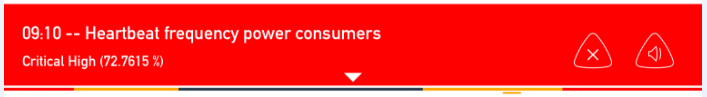 09:10 -- Heartbeat frequency power consumers
Critical High (72.7615 %)